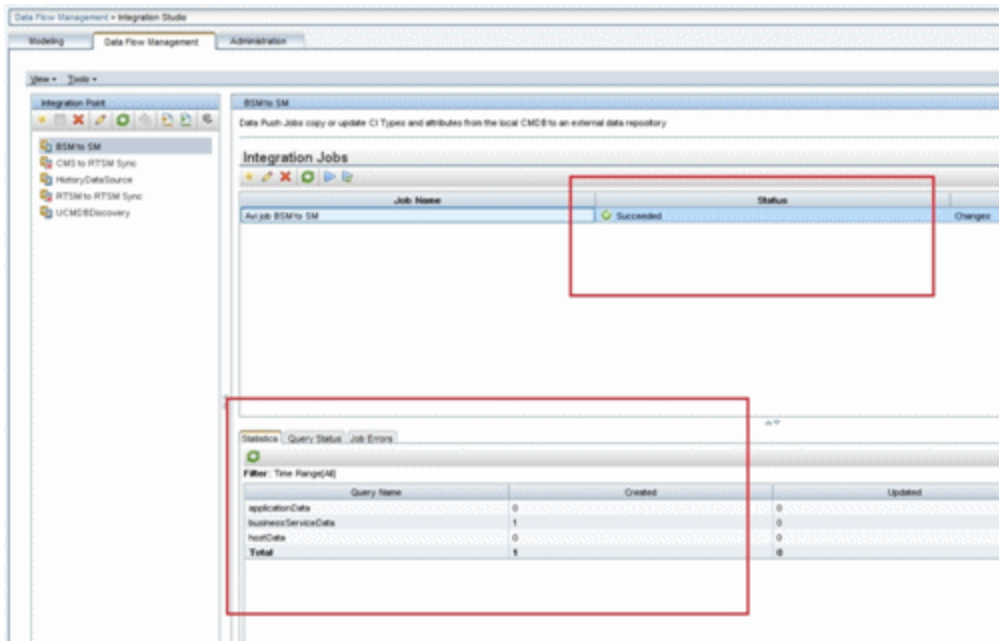 Data Flow Management > Integration Studio
Modeling Data Flow Management Administration
View Tools
Integration Point
BSM to SM
CMS to RTSM Sync
HistoryDataSource
RTSM to RTSM Sync
UCMDBDiscovery
BSM to SM
Data Push Jobs copy or update CI Types and attributes from the local CMDB to an external data repository
Integration Jobs
Job Name Status
Avi job BSM to SM Succeeded Changes
Statistics Query Status Job Errors
Filter: Time Range[All]
Query Name Created Updated
applicationData 0 0
businessServiceData 1 0
hostData 0 0
Total 1 0